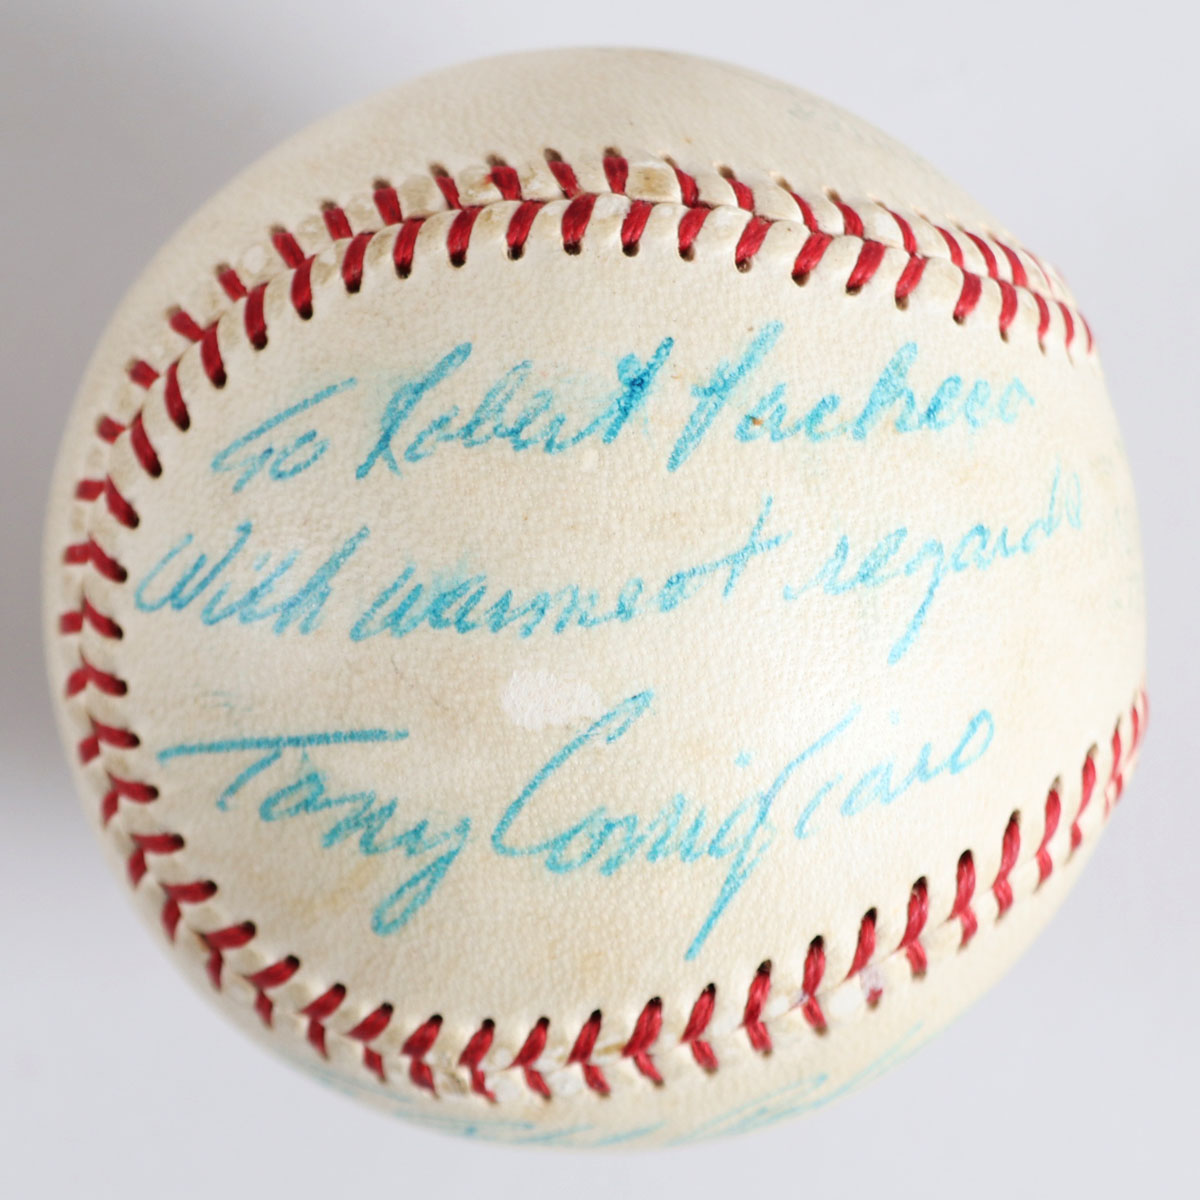 To Robert Pacheco
With warmest regards
Tony Conigliaro